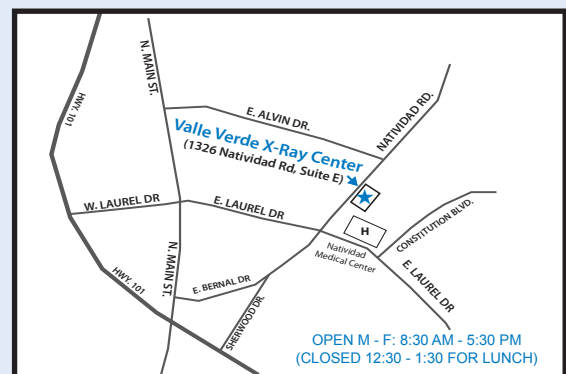 N. MAIN ST.
HWY. 101
E. ALVIN DR.
NATIVIDAD RD.
Valle Verde X-Ray Center
(1326 Natividad Rd, Suite E)
W. LAUREL DR
E. LAUREL DR
H
CONSTITUTION BLVD.
Natividad
Medical Center
N. MAIN ST.
HWY. 101
E. BERNAL DR
E. LAUREL DR
SHERWOOD DR.
OPEN M - F: 8:30 AM - 5:30 PM
(CLOSED 12:30 - 1:30 FOR LUNCH)